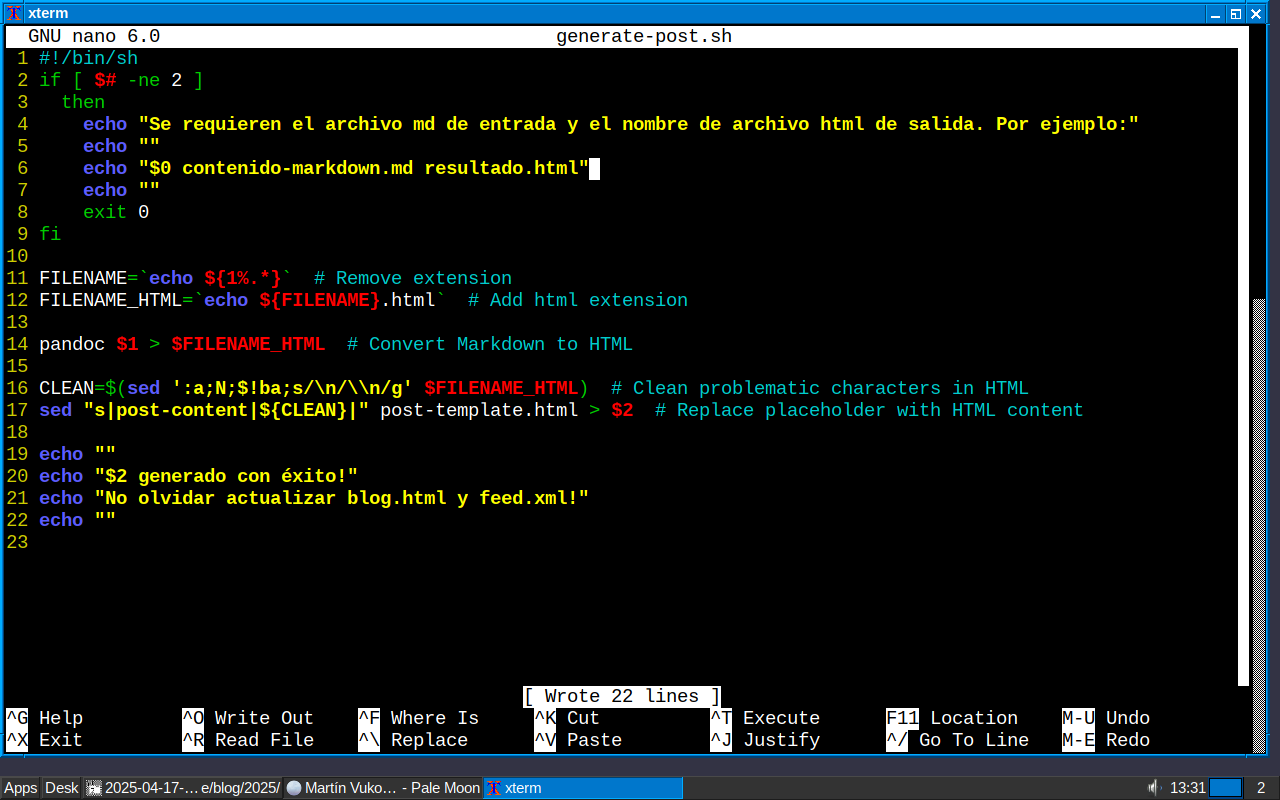 xterm
GNU nano 6.0 generate-post.sh
1 #!/bin/sh
2 if [ $# -ne 2 ]
3   then
4     echo "Se requieren el archivo md de entrada y el nombre de archivo html de salida. Por ejemplo:"
5     echo ""
6     echo "$0 contenido-markdown.md resultado.html"
7     echo ""
8     exit 0
9 fi
10
11 FILENAME=`echo ${1%.*}`  # Remove extension
12 FILENAME_HTML=`echo ${FILENAME}.html`  # Add html extension
13
14 pandoc $1 > $FILENAME_HTML  # Convert Markdown to HTML
15
16 CLEAN=$(sed ':a;N;$!ba;s/\n/\\n/g' $FILENAME_HTML)  # Clean problematic characters in HTML
17 sed "s|post-content|${CLEAN}|" post-template.html > $2  # Replace placeholder with HTML content
18
19 echo ""
20 echo "$2 generado con éxito!"
21 echo "No olvidar actualizar blog.html y feed.xml!"
22 echo ""
23
[ Wrote 22 lines ]
^G Help ^O Write Out ^F Where Is ^K Cut ^T Execute F11 Location M-U Undo
^X Exit ^R Read File ^\ Replace ^V Paste ^J Justify ^/ Go To Line M-E Redo
Apps Desk 2025-04-17-...e/blog/2025/ Martín Vuko... - Pale Moon xterm 13:31 2